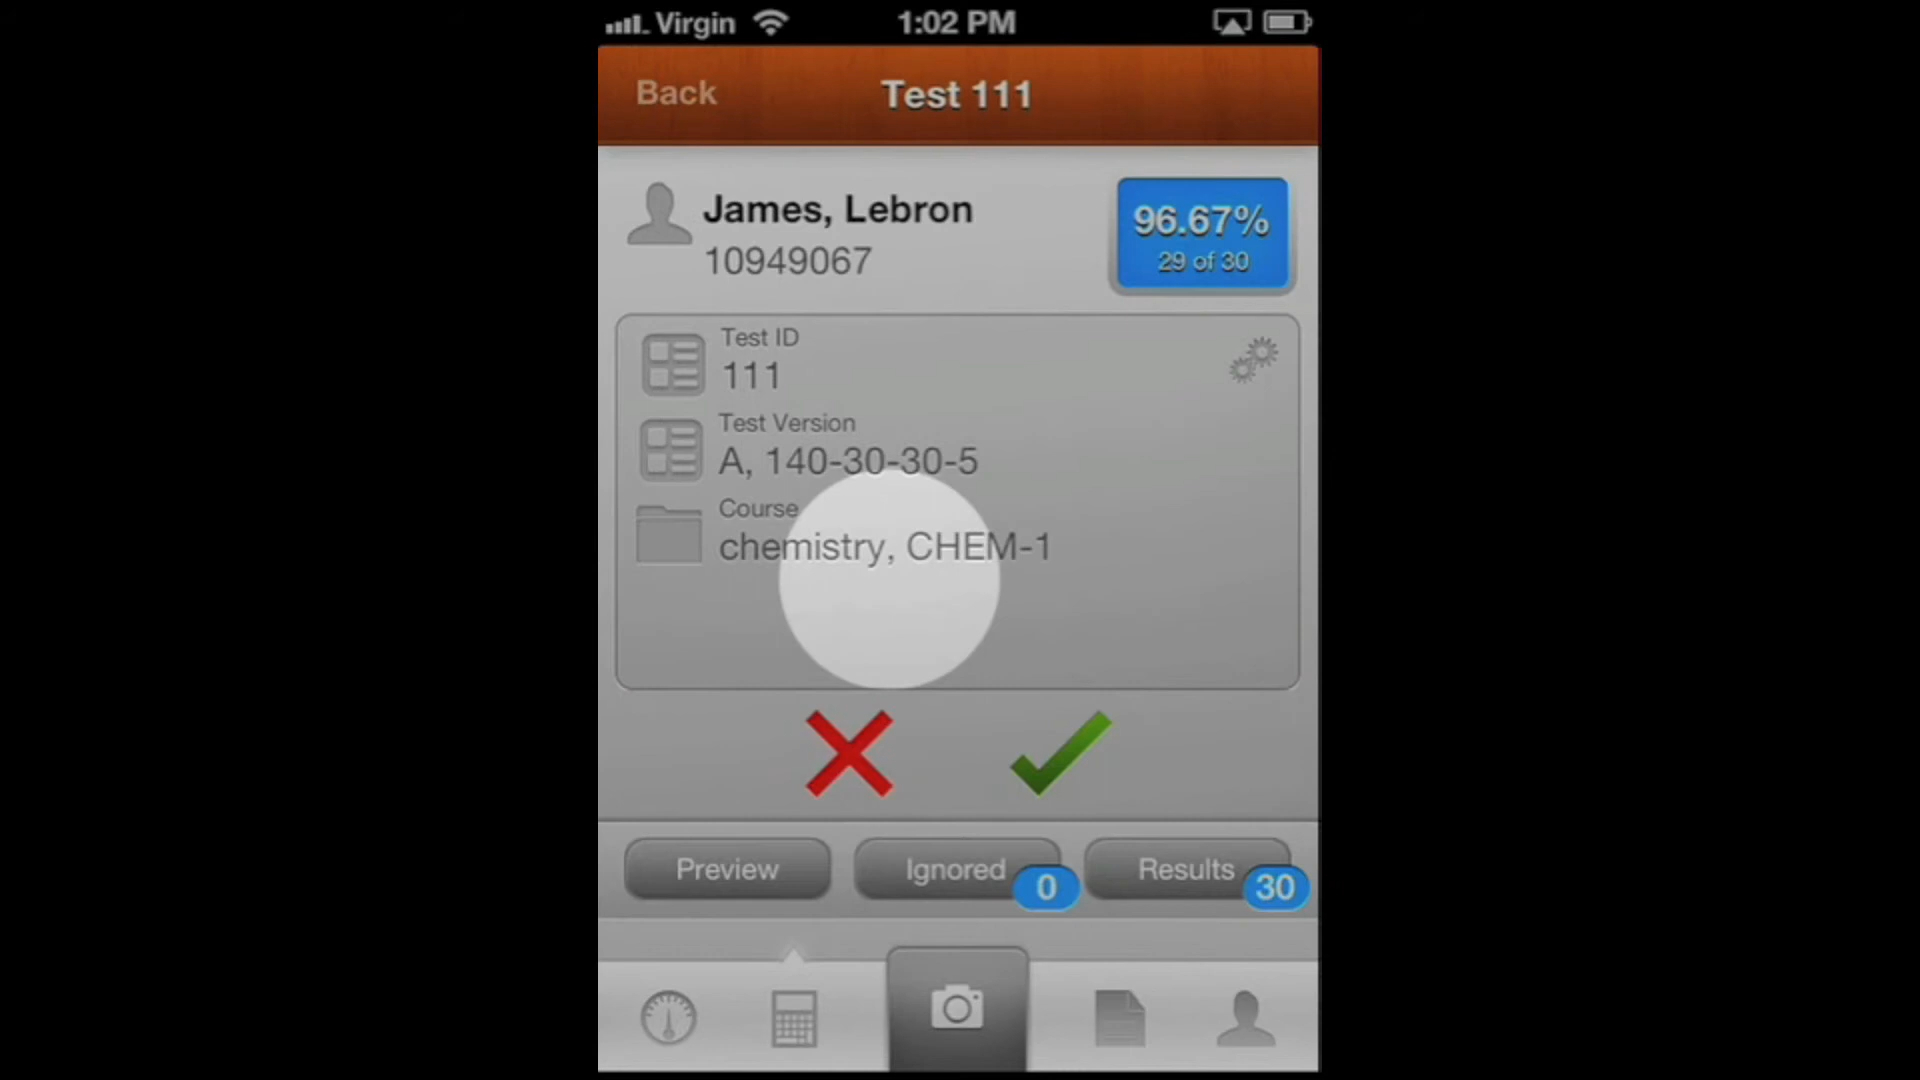 Virgin 1:02 PM
Back Test 111
James, Lebron
10949067
96.67%
29 of 30
Test ID
111
Test Version
A, 140-30-30-5
Course
chemistry, CHEM-1
Preview Ignored Results
0 30